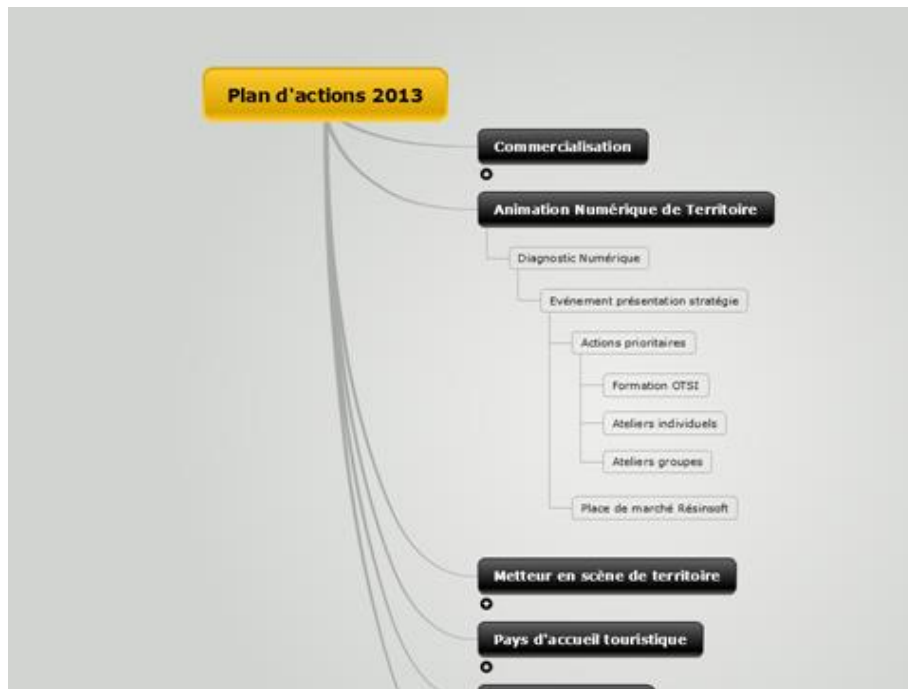 Plan d'actions 2013
Commercialisation
Animation Numérique de Territoire
Diagnostic Numérique
Evénement présentation stratégie
Actions prioritaires
Formation OTSI
Ateliers individuels
Ateliers groupes
Place de marché Résinsoft
Metteur en scène de territoire
Pays d'accueil touristique